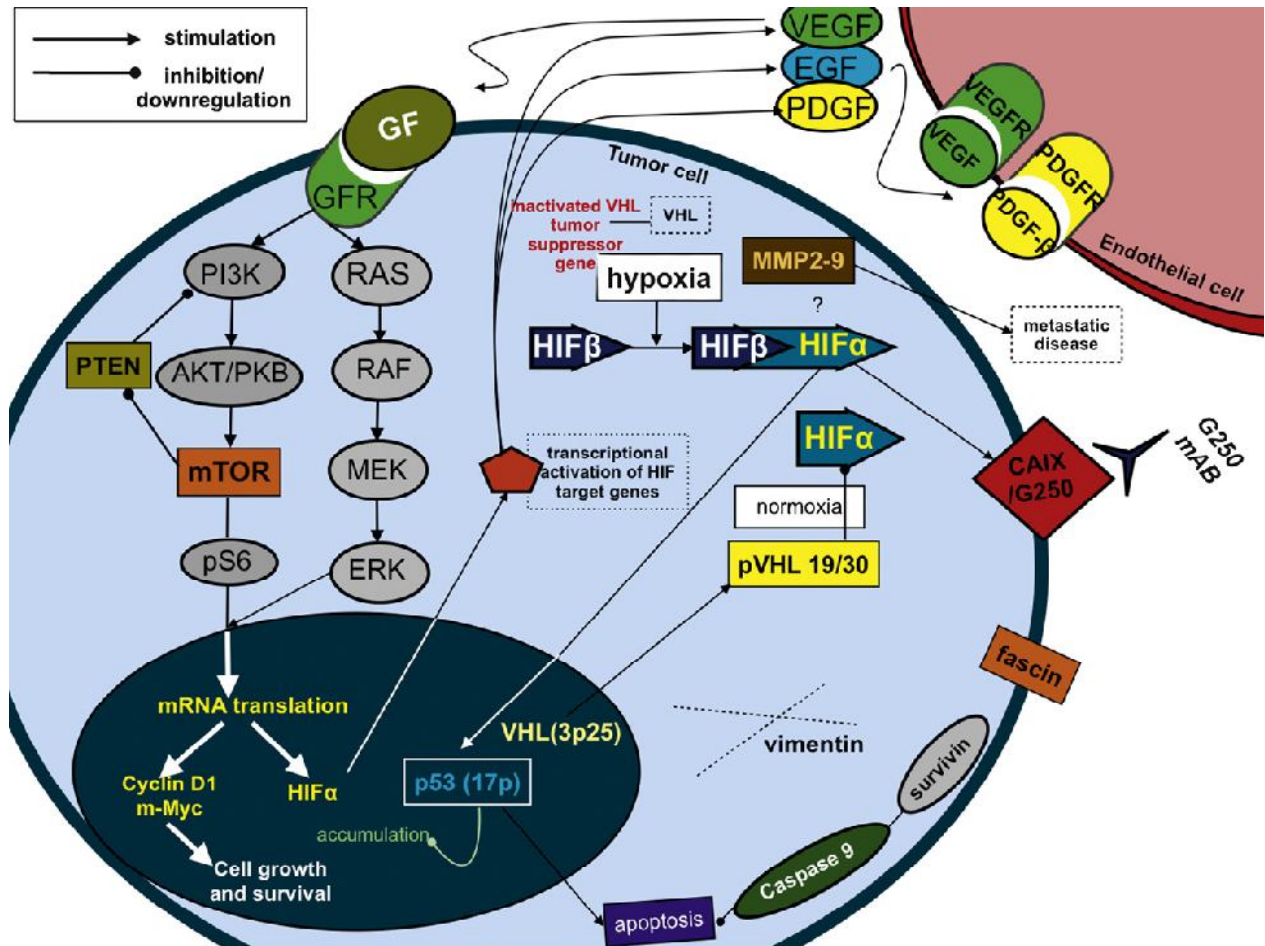 stimulation
inhibition/
downregulation
VEGF
EGF
PDGF
VEGFR
VEGF
PDGFR
PDGF-β
Endothelial cell
GF
GFR
Tumor cell
inactivated VHL
tumor
suppressor
gene
VHL
hypoxia
MMP2-9
?
metastatic
disease
PI3K
RAS
HIFβ
HIFβ
HIFα
PTEN
AKT/PKB
RAF
HIFα
mTOR
MEK
transcriptional
activation of HIF
target genes
CAIX
/G250
G250
mAB
normoxia
pS6
ERK
pVHL 19/30
fascin
mRNA translation
VHL(3p25)
vimentin
Cyclin D1
m-Myc
HIFα
p53 (17p)
survivin
accumulation
Cell growth
and survival
Caspase 9
apoptosis